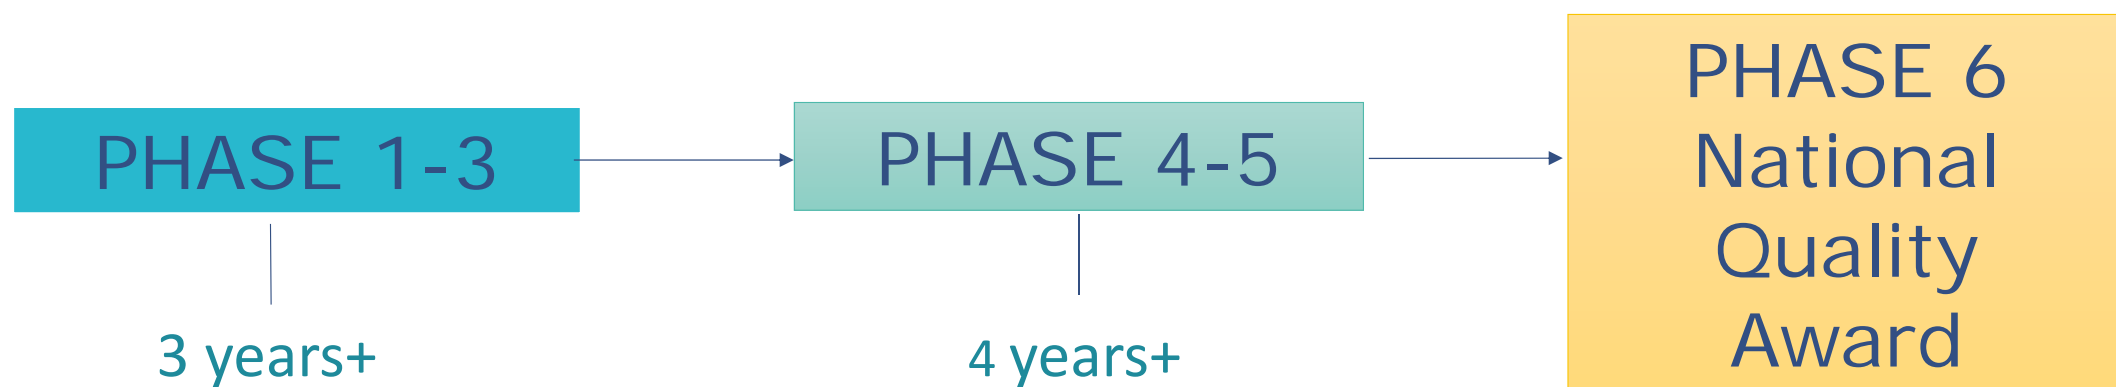 PHASE 1-3
3 years+
PHASE 4-5
4 years+
PHASE 6
National
Quality
Award